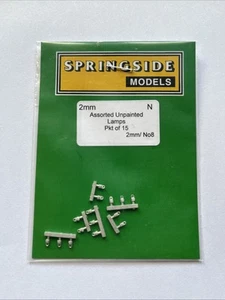 SPRINGSIDE
MODELS
2mm N
Assorted Unpainted
Lamps
Pkt of 15
2mm/ No8